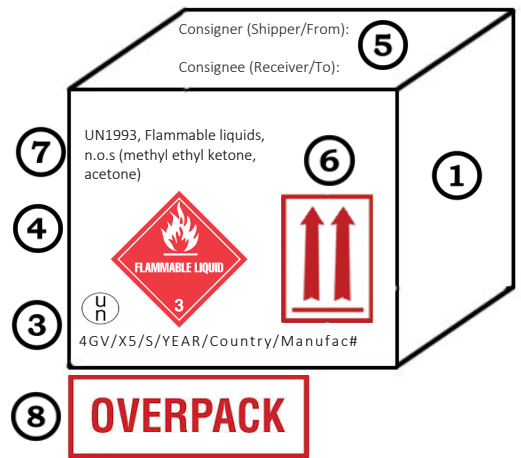 Consigner (Shipper/From):
5
Consignee (Receiver/To):
7
UN1993, Flammable liquids,
n.o.s (methyl ethyl ketone,
acetone)
6
1
4
FLAMMABLE LIQUID
3
un
3
4GV/X5/S/YEAR/Country/Manufac#
8
OVERPACK